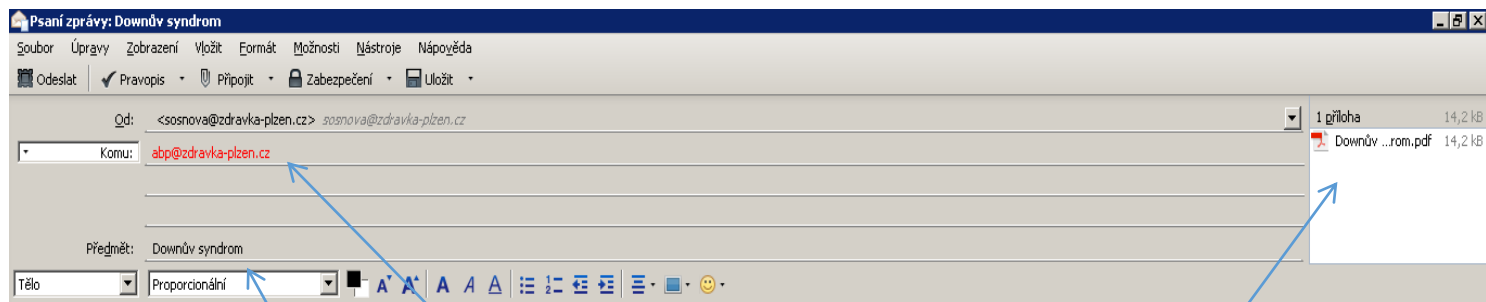 Psaní zprávy: Downův syndrom
Soubor Úpravy Zobrazení Vložit Formát Možnosti Nástroje Nápověda
Odeslat Pravopis Připojit Zabezpečení Uložit
Od: <sosnova@zdravka-plzen.cz> sosnova@zdravka-plzen.cz
1 příloha 14,2 kB
Komu: abp@zdravka-plzen.cz
Downův ...rom.pdf 14,2 kB
Předmět: Downův syndrom
Tělo Proporcionální